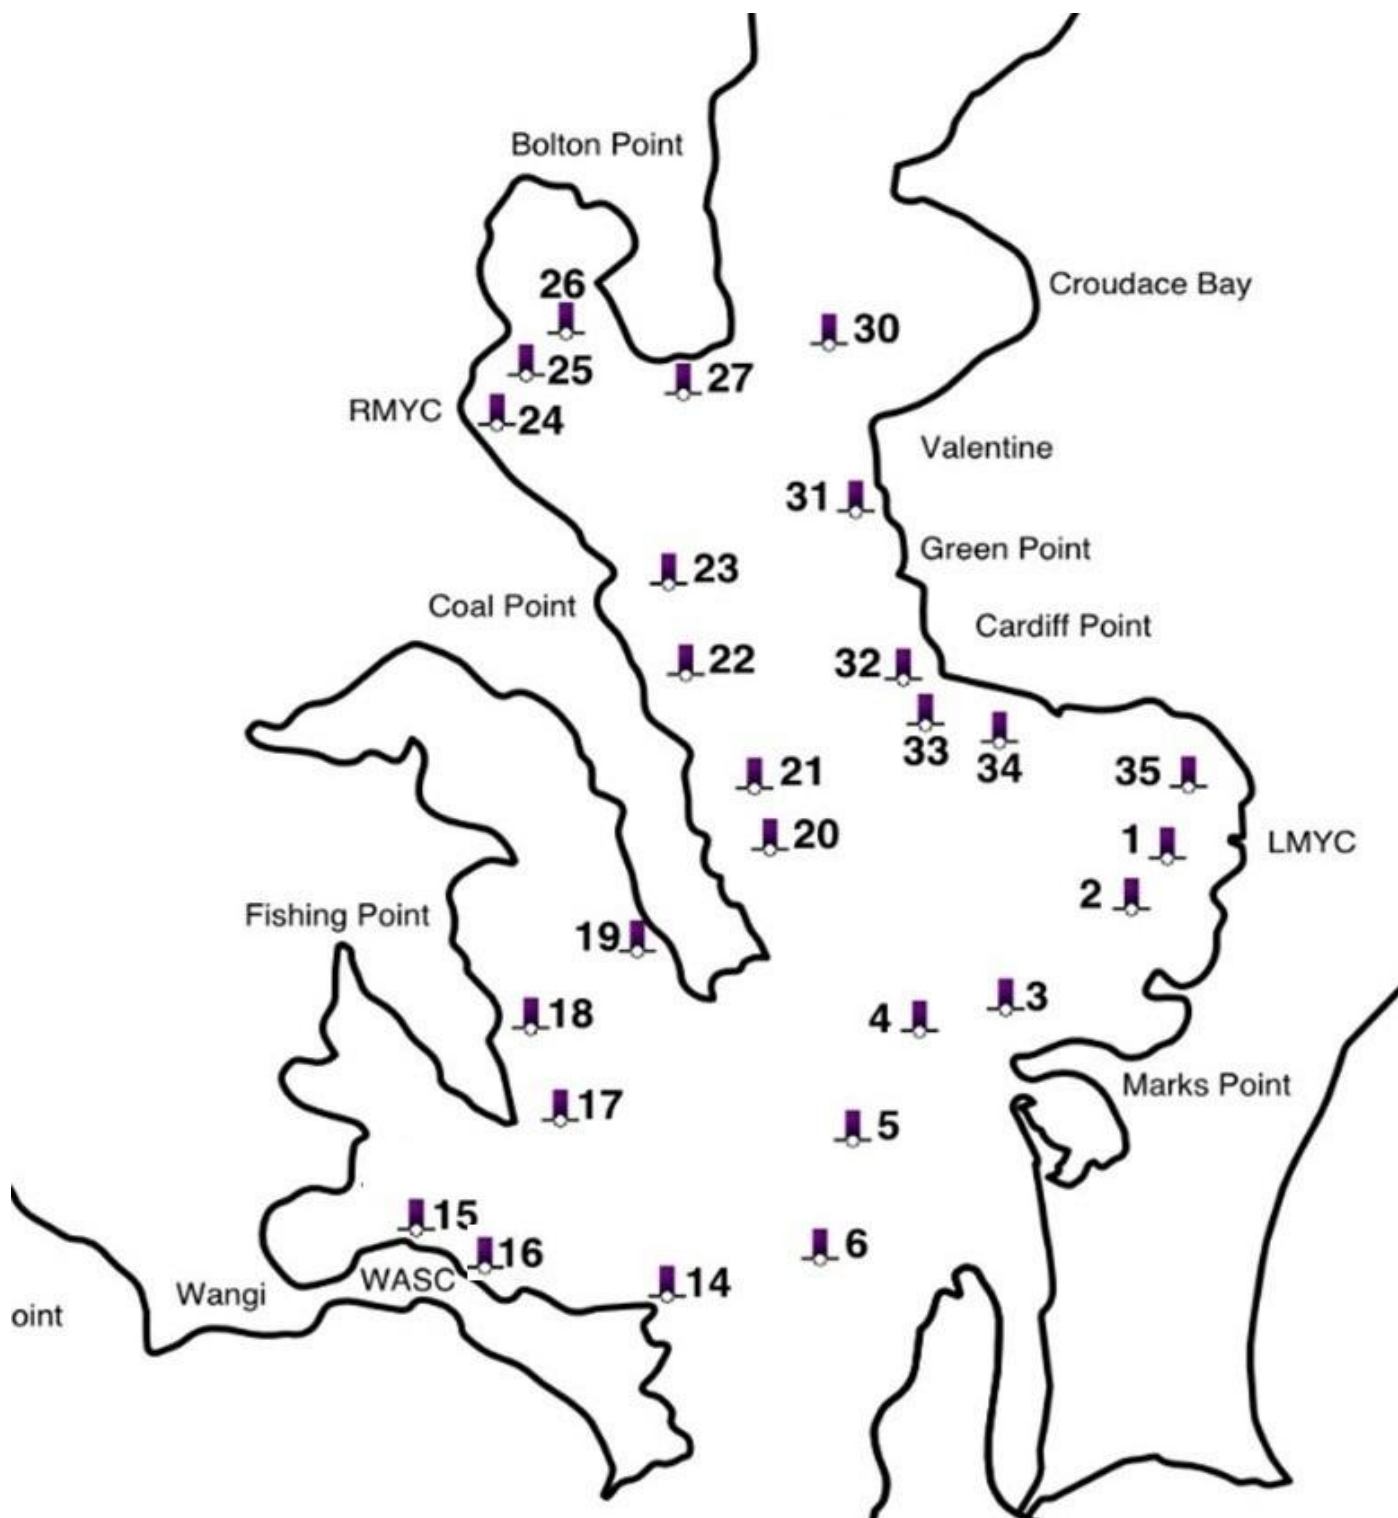 Bolton Point
26
Croudace Bay
30
25
27
RMYC
24
Valentine
31
Green Point
23
Coal Point
Cardiff Point
22
32
33
34
21
35
20
1
LMYC
2
Fishing Point
19
3
18
4
Marks Point
17
5
15
16
6
WASC
14
Wangi
oint